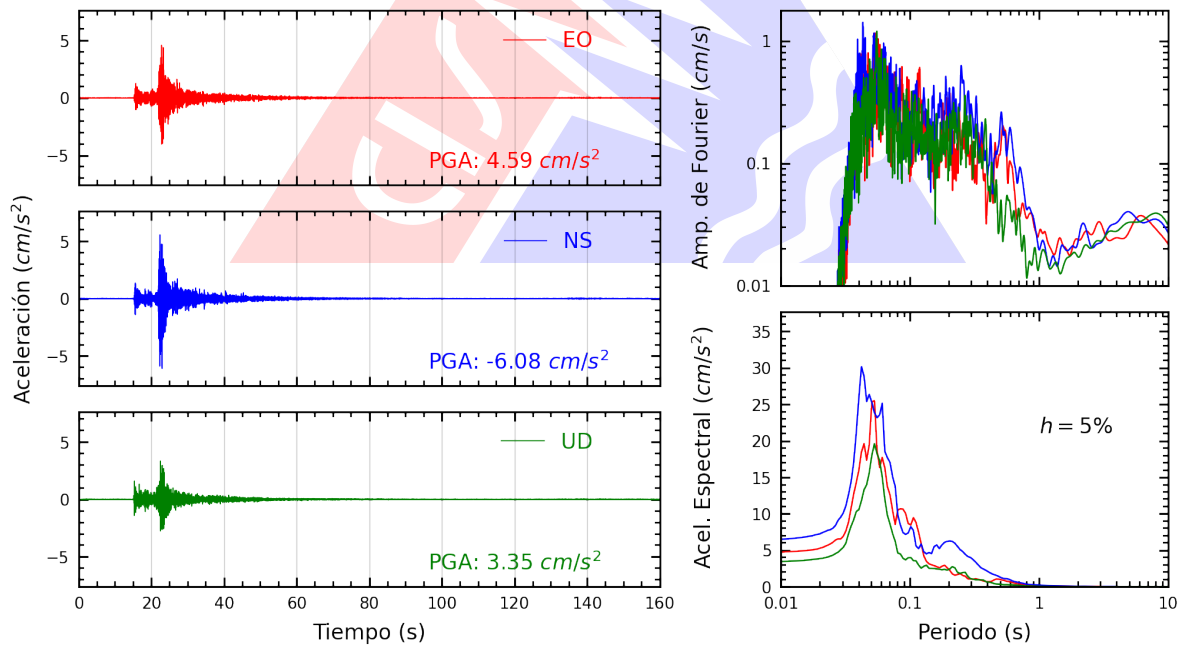 Aceleración (cm/s²)
5
0
−5
EO
PGA: 4.59 cm/s²
5
0
−5
NS
PGA: -6.08 cm/s²
5
0
−5
UD
PGA: 3.35 cm/s²
0 20 40 60 80 100 120 140 160
Tiempo (s)
Amp. de Fourier (cm/s)
1
0.1
0.01
Acel. Espectral (cm/s²)
35
30
25
20
15
10
5
0
h = 5%
0.01 0.1 1 10
Periodo (s)